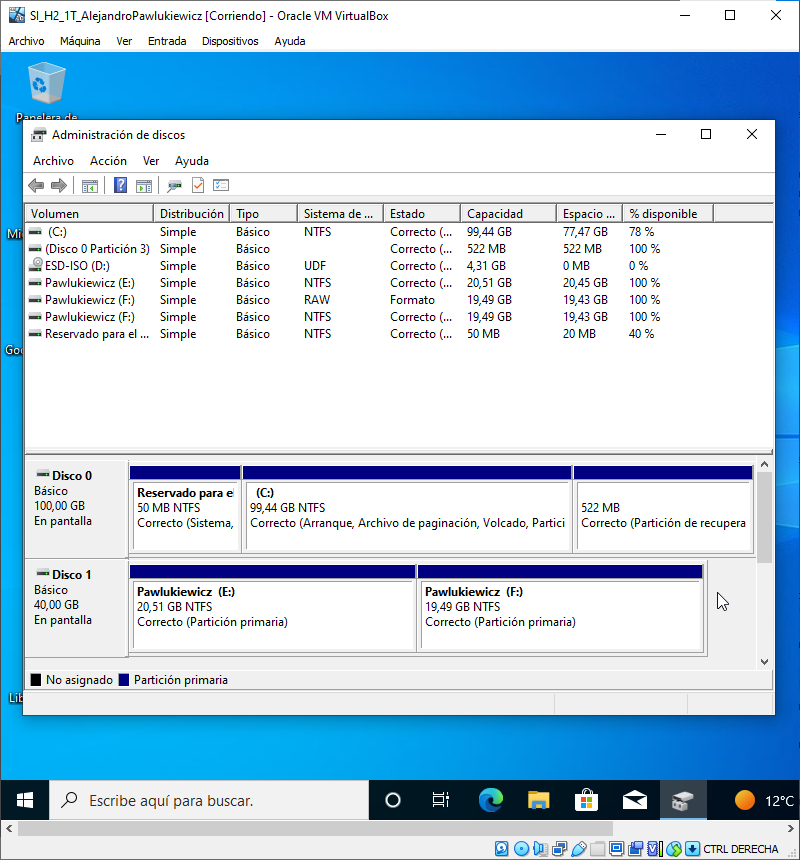 SI_H2_1T_AlejandroPawlukiewicz [Corriendo] - Oracle VM VirtualBox
Archivo Máquina Ver Entrada Dispositivos Ayuda
Administración de discos
Archivo Acción Ver Ayuda
Volumen Distribución Tipo Sistema de ... Estado Capacidad Espacio ... % disponible
(C:) Simple Básico NTFS Correcto (... 99,44 GB 77,47 GB 78 %
(Disco 0 Partición 3) Simple Básico Correcto (... 522 MB 522 MB 100 %
ESD-ISO (D:) Simple Básico UDF Correcto (... 4,31 GB 0 MB 0 %
Pawlukiewicz (E:) Simple Básico NTFS Correcto (... 20,51 GB 20,45 GB 100 %
Pawlukiewicz (F:) Simple Básico RAW Formato 19,49 GB 19,43 GB 100 %
Pawlukiewicz (F:) Simple Básico NTFS Correcto (... 19,49 GB 19,43 GB 100 %
Reservado para el ... Simple Básico NTFS Correcto (... 50 MB 20 MB 40 %
Disco 0
Básico
100,00 GB
En pantalla
Reservado para el
50 MB NTFS
Correcto (Sistema,
(C:)
99,44 GB NTFS
Correcto (Arranque, Archivo de paginación, Volcado, Partici
522 MB
Correcto (Partición de recupera
Disco 1
Básico
40,00 GB
En pantalla
Pawlukiewicz (E:)
20,51 GB NTFS
Correcto (Partición primaria)
Pawlukiewicz (F:)
19,49 GB NTFS
Correcto (Partición primaria)
No asignado Partición primaria
Escribe aquí para buscar.
12°C
CTRL DERECHA